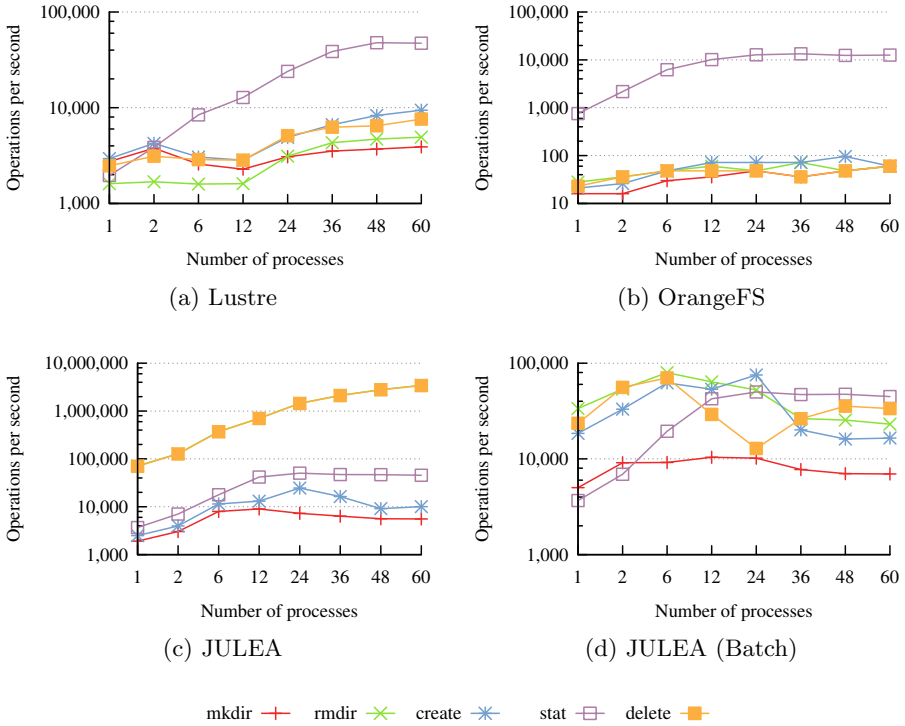 100,000
10,000
1,000
Operations per second
1 2 6 12 24 36 48 60
Number of processes
(a) Lustre
100,000
10,000
1,000
100
10
Operations per second
1 2 6 12 24 36 48 60
Number of processes
(b) OrangeFS
10,000,000
1,000,000
100,000
10,000
1,000
Operations per second
1 2 6 12 24 36 48 60
Number of processes
(c) JULEA
100,000
10,000
1,000
Operations per second
1 2 6 12 24 36 48 60
Number of processes
(d) JULEA (Batch)
mkdir rmdir create stat delete